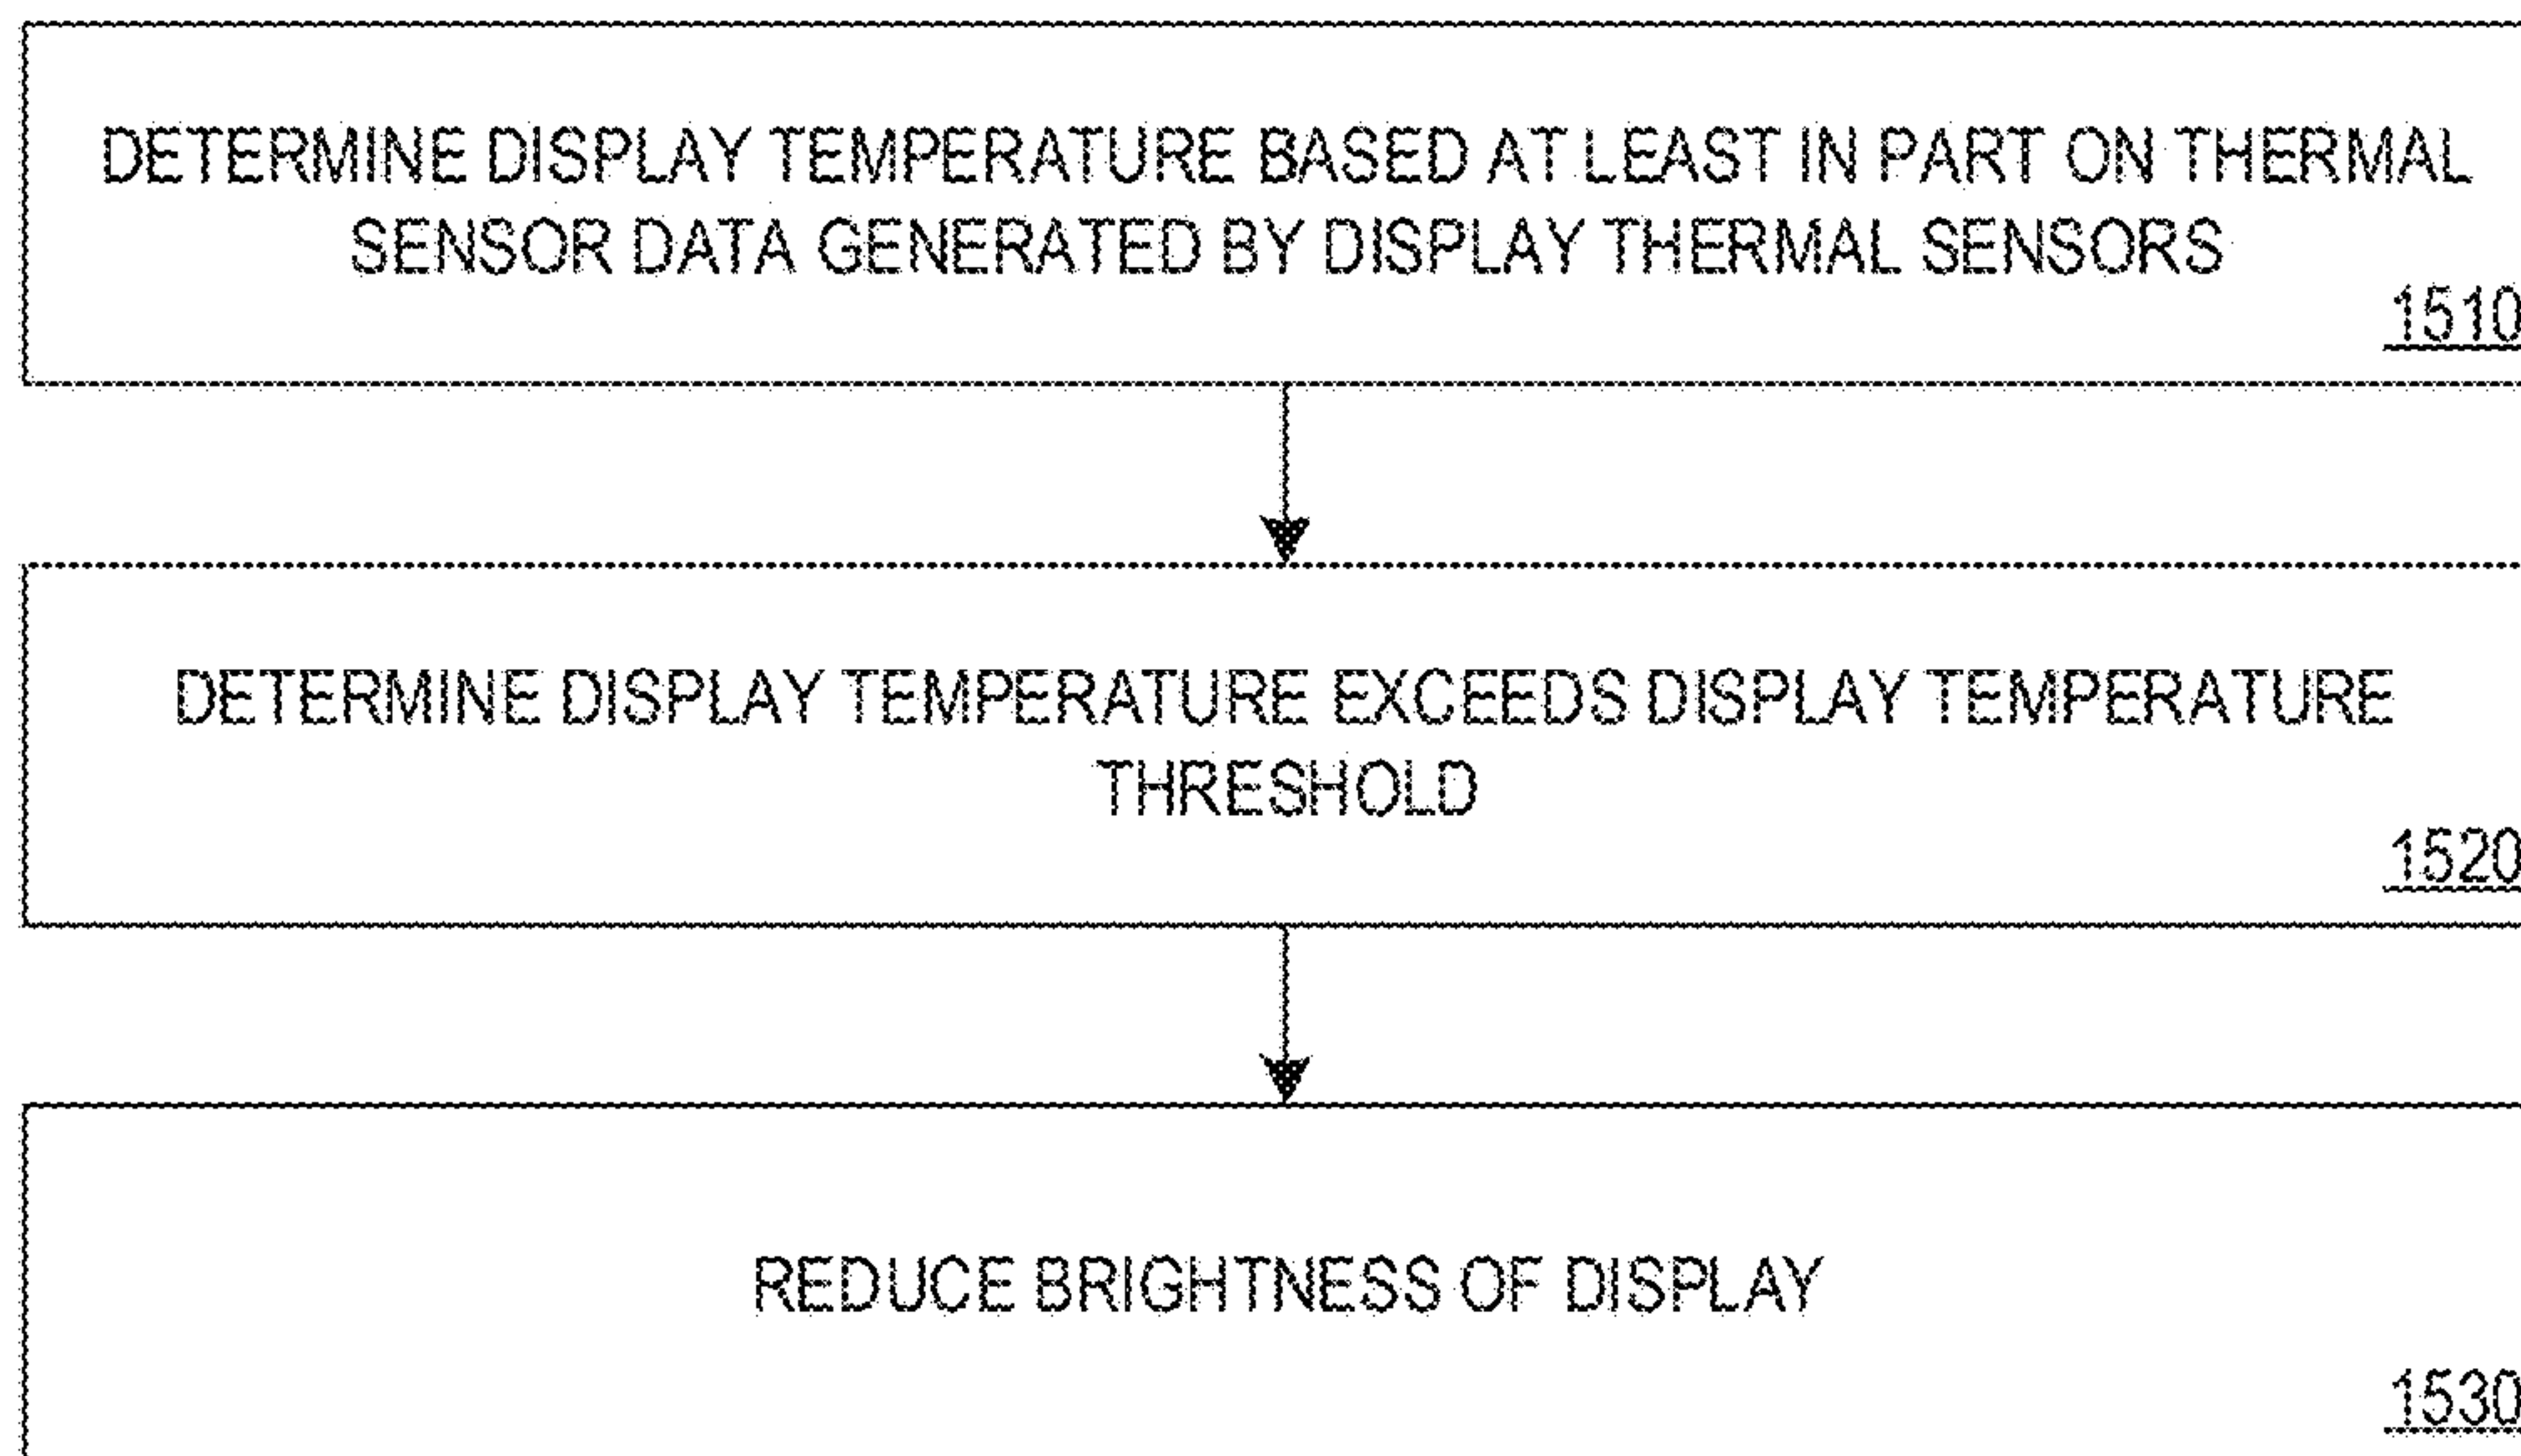 DETERMINE DISPLAY TEMPERATURE BASED AT LEAST IN PART ON THERMAL
SENSOR DATA GENERATED BY DISPLAY THERMAL SENSORS
1510
DETERMINE DISPLAY TEMPERATURE EXCEEDS DISPLAY TEMPERATURE
THRESHOLD
1520
REDUCE BRIGHTNESS OF DISPLAY
1530